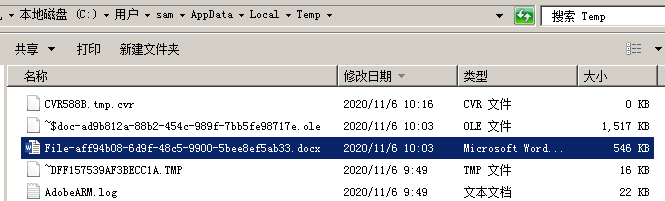 本地磁盘 (C:) ▸ 用户 ▸ sam ▸ AppData ▸ Local ▸ Temp ▸ 搜索 Temp
共享 打印 新建文件夹
名称 修改日期 类型 大小
CVR588B.tmp.cvr 2020/11/6 10:16 CVR 文件 0 KB
~$doc-ad9b812a-88b2-454c-989f-7bb5fe98717e.ole 2020/11/6 10:03 OLE 文件 1,517 KB
File-aff94b08-6d9f-48c5-9900-5bee8ef5ab33.docx 2020/11/6 10:03 Microsoft Word... 546 KB
~DFF157539AF3BECC1A.TMP 2020/11/6 9:49 TMP 文件 16 KB
AdobeARM.log 2020/11/6 9:49 文本文档 22 KB